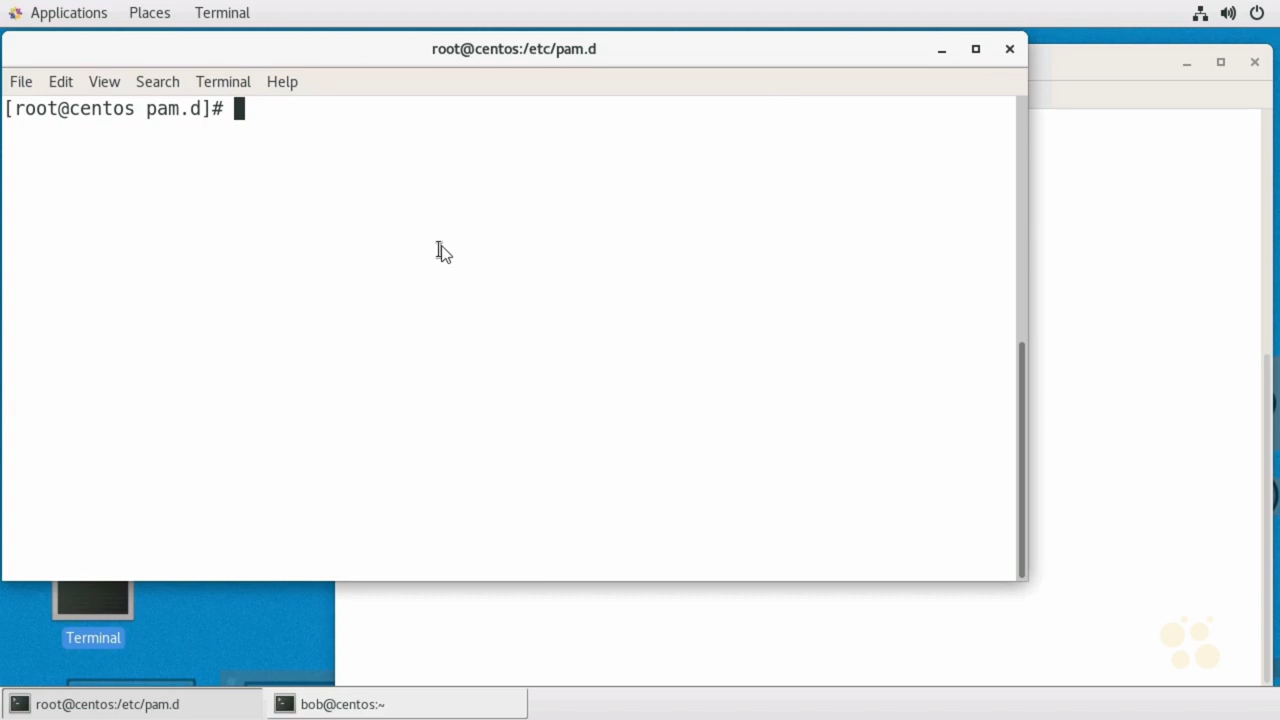 Applications Places Terminal
root@centos:/etc/pam.d
File Edit View Search Terminal Help
[root@centos pam.d]#
Terminal
root@centos:/etc/pam.d
bob@centos:~